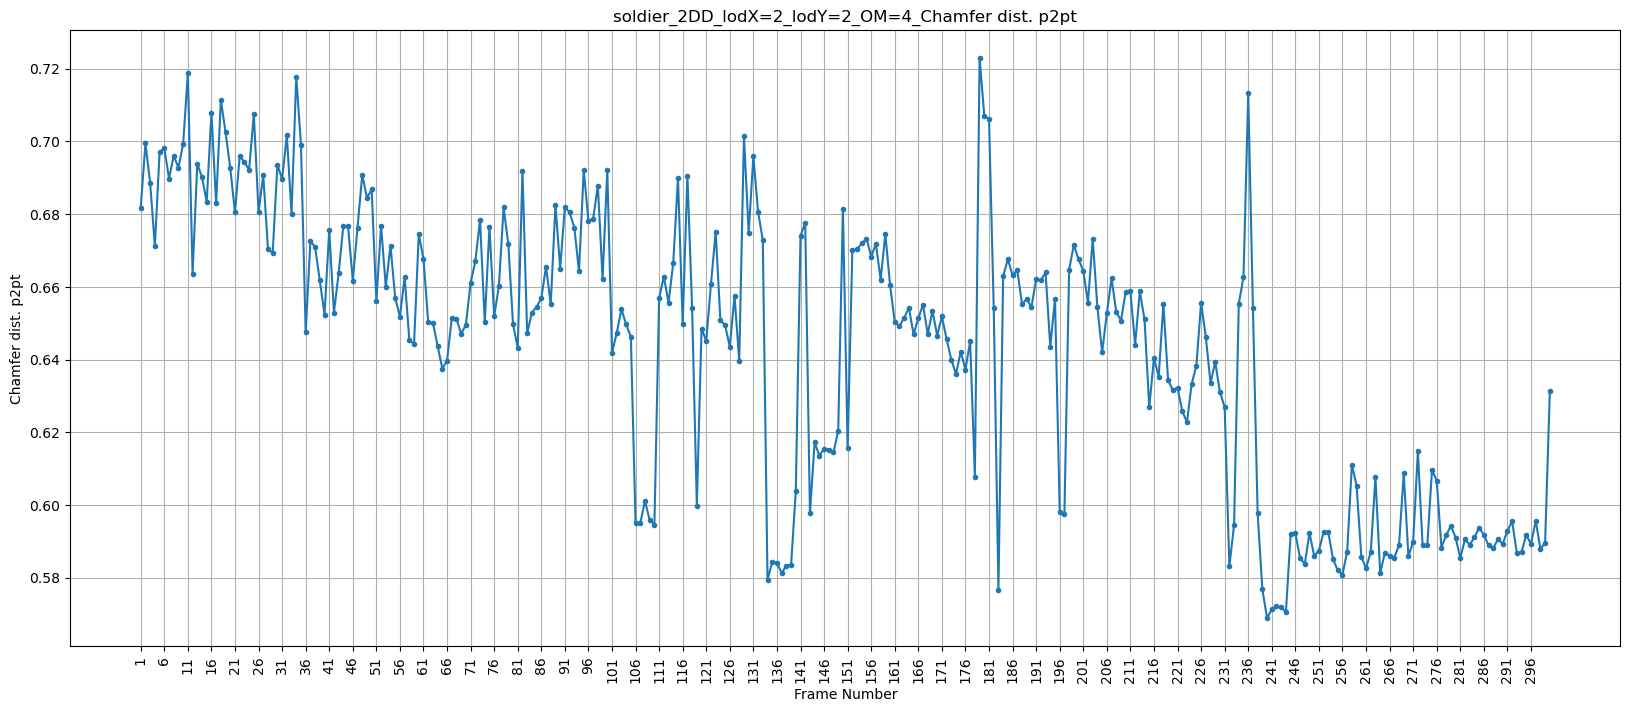 soldier_2DD_lodX=2_lodY=2_OM=4_Chamfer dist. p2pt
Chamfer dist. p2pt
0.72
0.70
0.68
0.66
0.64
0.62
0.60
0.58
1 6 11 16 21 26 31 36 41 46 51 56 61 66 71 76 81 86 91 96 101 106 111 116 121 126 131 136 141 146 151 156 161 166 171 176 181 186 191 196 201 206 211 216 221 226 231 236 241 246 251 256 261 266 271 276 281 286 291 296
Frame Number